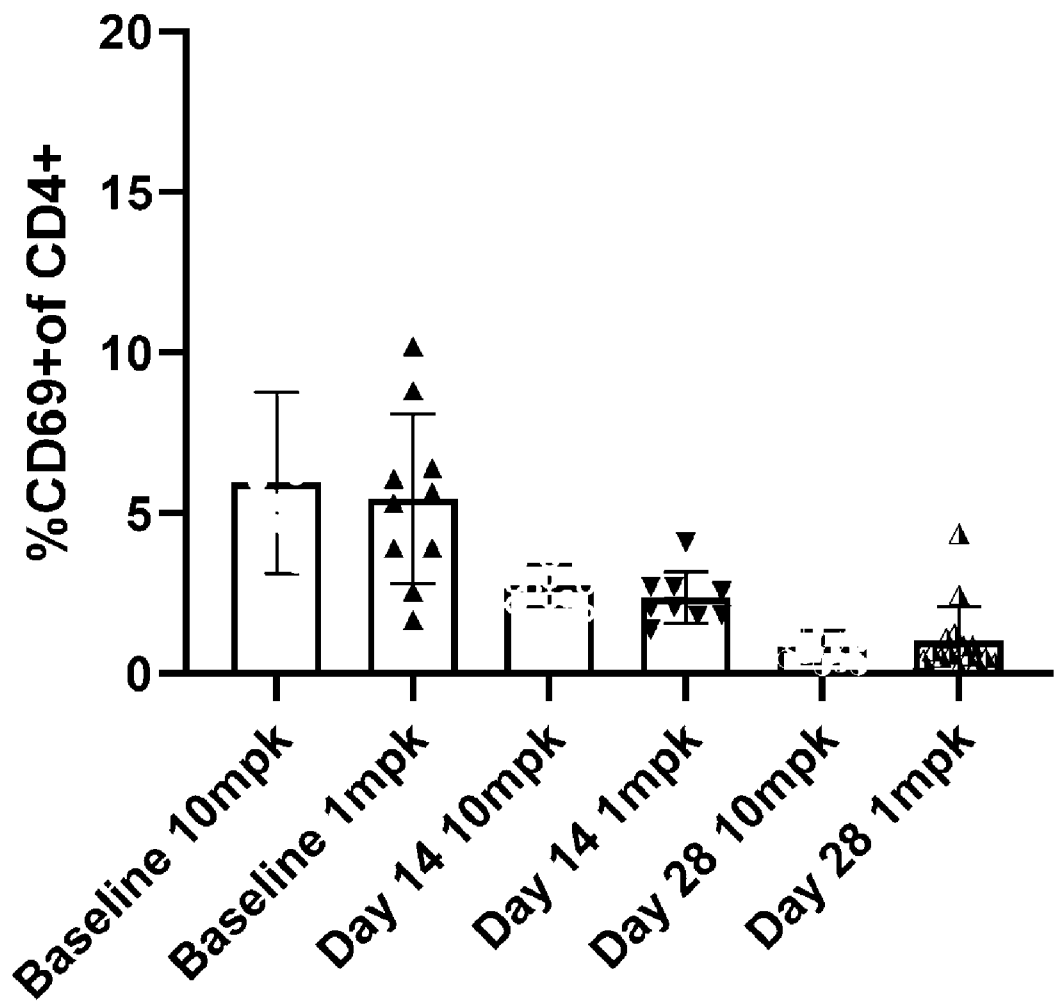 %CD69+of CD4+
20
15
10
5
0
Baseline 10mpk
Baseline 1mpk
Day 14 10mpk
Day 14 1mpk
Day 28 10mpk
Day 28 1mpk